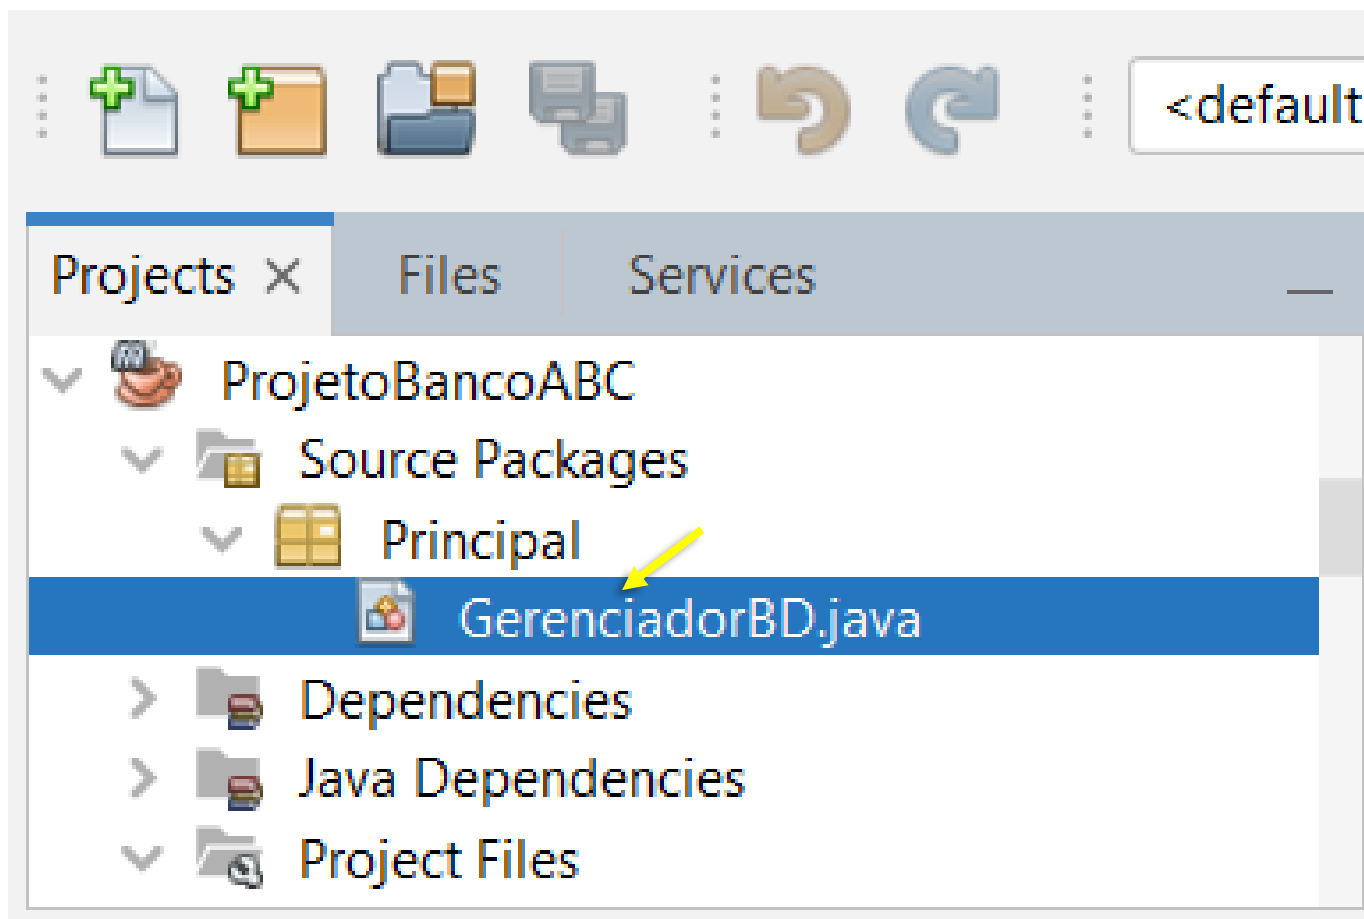 <default
Projects Files Services
ProjetoBancoABC
Source Packages
Principal
GerenciadorBD.java
Dependencies
Java Dependencies
Project Files